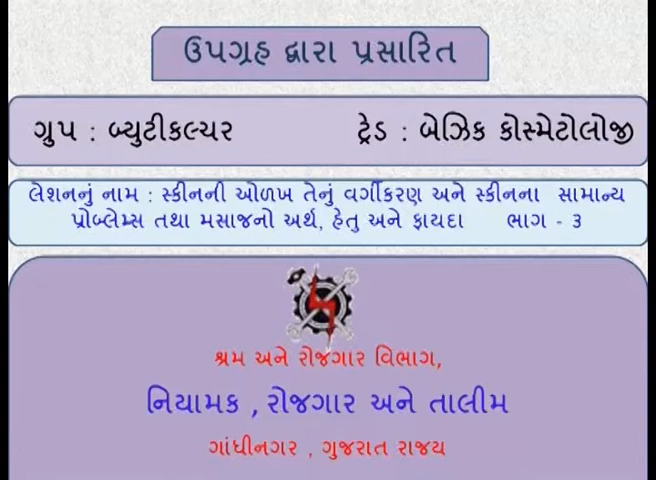 ઉપગ્રહ દ્વારા પ્રસારિત
ગ્રુપ : બ્યુટીકલ્ચર ટ્રેડ : બેઝિક કોસ્મેટોલોજી
લેશનનું નામ : સ્કીનની ઓળખ તેનું વર્ગીકરણ અને સ્કીનના સામાન્ય
પ્રોબ્લેમ્સ તથા મસાજનો અર્થ, હેતુ અને ફાયદા ભાગ - 3
શ્રમ અને રોજગાર વિભાગ,
નિયામક , રોજગાર અને તાલીમ
ગાંધીનગર , ગુજરાત રાજય